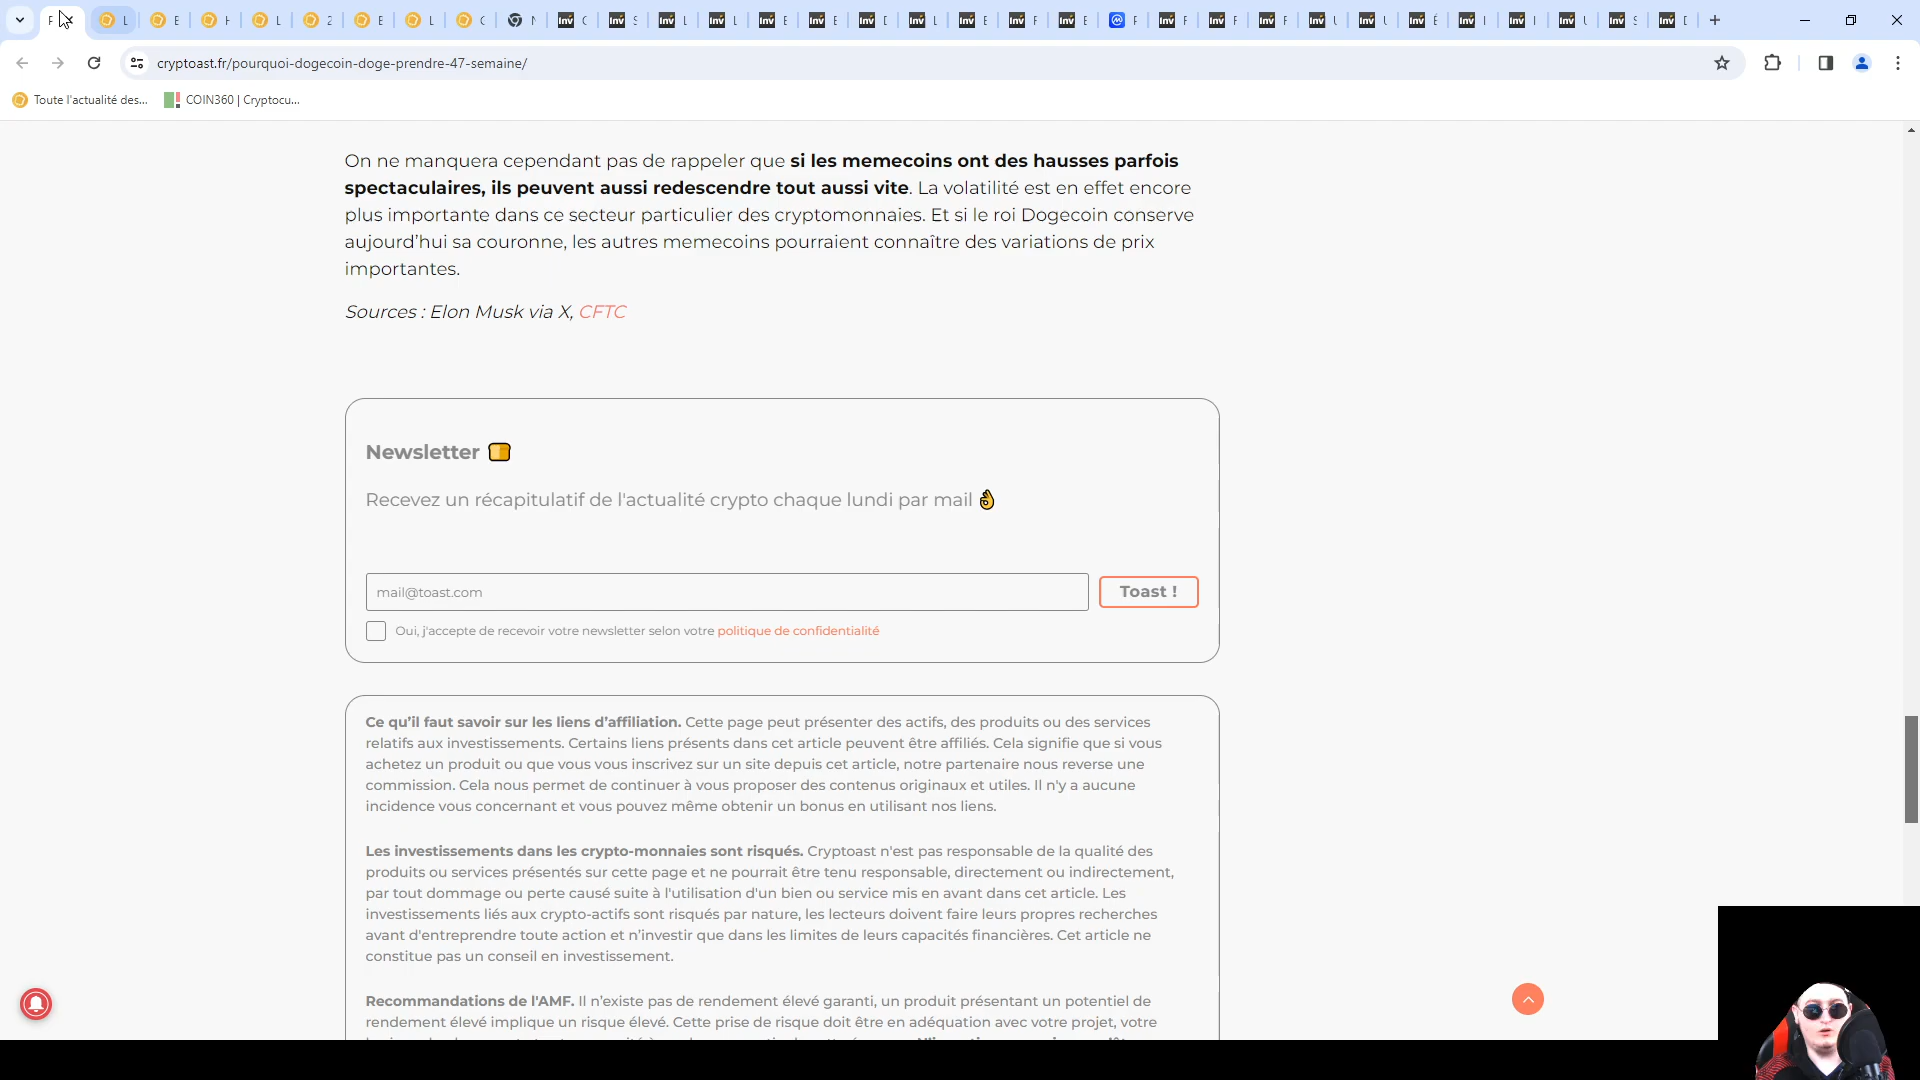 cryptoast.fr/pourquoi-dogecoin-doge-prendre-47-semaine/
Toute l'actualité des...
COIN360 | Cryptocu...
On ne manquera cependant pas de rappeler que si les memecoins ont des hausses parfois
spectaculaires, ils peuvent aussi redescendre tout aussi vite. La volatilité est en effet encore
plus importante dans ce secteur particulier des cryptomonnaies. Et si le roi Dogecoin conserve
aujourd'hui sa couronne, les autres memecoins pourraient connaître des variations de prix
importantes.
Sources : Elon Musk via X, CFTC
Newsletter
Recevez un récapitulatif de l'actualité crypto chaque lundi par mail
mail@toast.com
Toast !
Oui, j'accepte de recevoir votre newsletter selon votre politique de confidentialité
Ce qu'il faut savoir sur les liens d'affiliation. Cette page peut présenter des actifs, des produits ou des services
relatifs aux investissements. Certains liens présents dans cet article peuvent être affiliés. Cela signifie que si vous
achetez un produit ou que vous vous inscrivez sur un site depuis cet article, notre partenaire nous reverse une
commission. Cela nous permet de continuer à vous proposer des contenus originaux et utiles. Il n'y a aucune
incidence vous concernant et vous pouvez même obtenir un bonus en utilisant nos liens.
Les investissements dans les crypto-monnaies sont risqués. Cryptoast n'est pas responsable de la qualité des
produits ou services présentés sur cette page et ne pourrait être tenu responsable, directement ou indirectement,
par tout dommage ou perte causé suite à l'utilisation d'un bien ou service mis en avant dans cet article. Les
investissements liés aux crypto-actifs sont risqués par nature, les lecteurs doivent faire leurs propres recherches
avant d'entreprendre toute action et n'investir que dans les limites de leurs capacités financières. Cet article ne
constitue pas un conseil en investissement.
Recommandations de l'AMF. Il n'existe pas de rendement élevé garanti, un produit présentant un potentiel de
rendement élevé implique un risque élevé. Cette prise de risque doit être en adéquation avec votre projet, votre